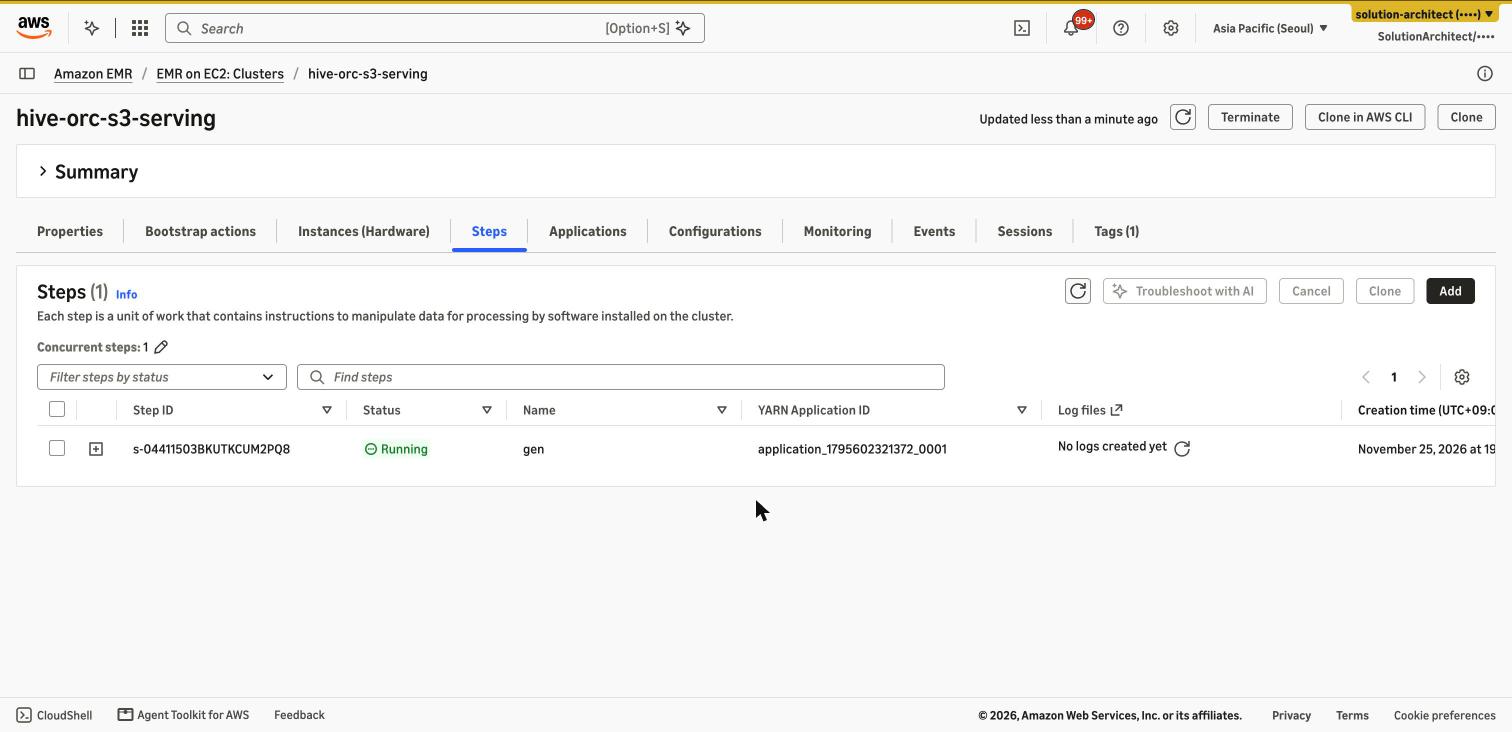 aws Search [Option+S] 99+ Asia Pacific (Seoul) solution-architect (••••)
SolutionArchitect/••••
Amazon EMR / EMR on EC2: Clusters / hive-orc-s3-serving
hive-orc-s3-serving Updated less than a minute ago Terminate Clone in AWS CLI Clone
Summary
Properties Bootstrap actions Instances (Hardware) Steps Applications Configurations Monitoring Events Sessions Tags (1)
Steps (1) Info Troubleshoot with AI Cancel Clone Add
Each step is a unit of work that contains instructions to manipulate data for processing by software installed on the cluster.
Concurrent steps: 1
Filter steps by status Find steps 1
Step ID Status Name YARN Application ID Log files Creation time (UTC+09:0
s-04411503BKUTKCUM2PQ8 Running gen application_1795602321372_0001 No logs created yet November 25, 2026 at 19
CloudShell Agent Toolkit for AWS Feedback © 2026, Amazon Web Services, Inc. or its affiliates. Privacy Terms Cookie preferences